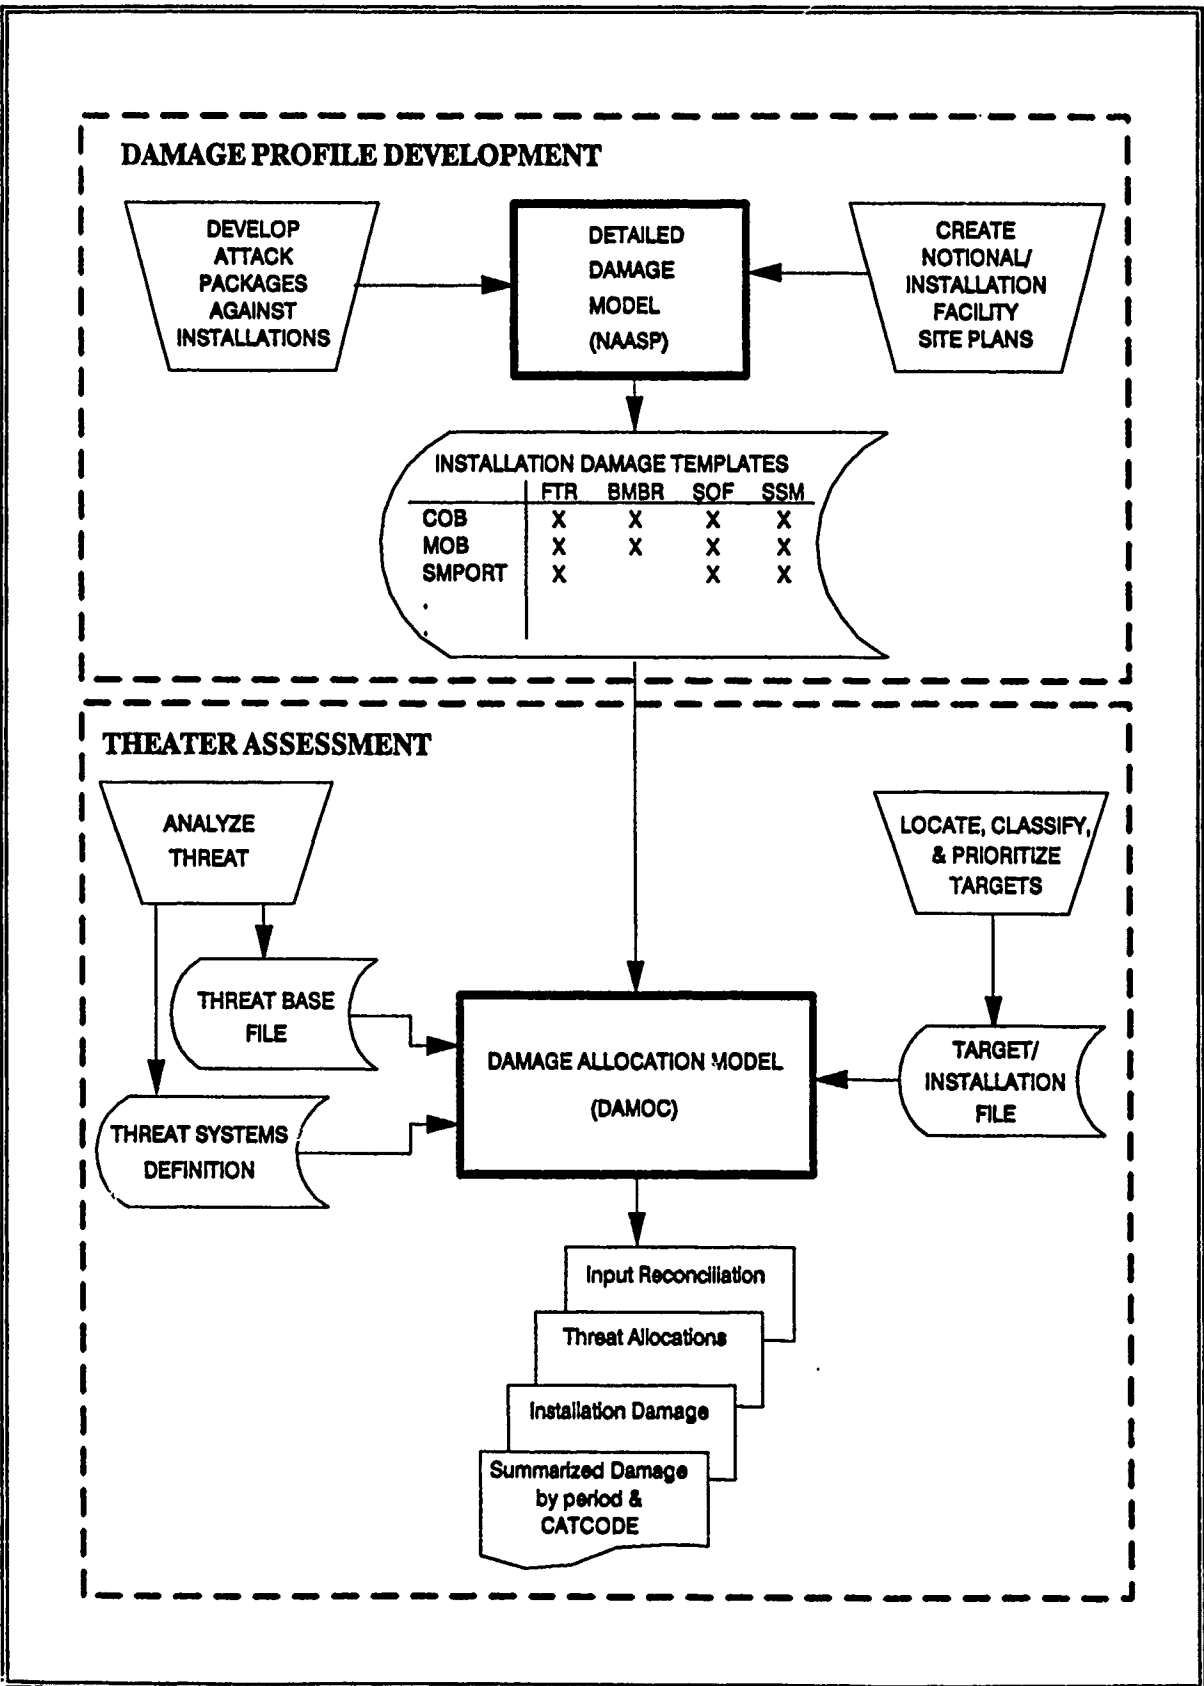 DAMAGE PROFILE DEVELOPMENT
DEVELOP
ATTACK
PACKAGES
AGAINST
INSTALLATIONS
DETAILED
DAMAGE
MODEL
(NAASP)
CREATE
NOTIONAL/
INSTALLATION
FACILITY
SITE PLANS
INSTALLATION DAMAGE TEMPLATES
FTR BMBR SOF SSM
COB X X X X
MOB X X X X
SMPORT X X X
.
.
THEATER ASSESSMENT
ANALYZE
THREAT
LOCATE, CLASSIFY,
& PRIORITIZE
TARGETS
THREAT BASE
FILE
THREAT SYSTEMS
DEFINITION
DAMAGE ALLOCATION MODEL
(DAMOC)
TARGET/
INSTALLATION
FILE
Input Reconciliation
Threat Allocations
Installation Damage
Summarized Damage
by period &
CATCODE